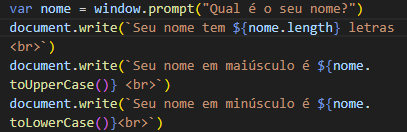 var nome = window.prompt("Qual é o seu nome?")
document.write(`Seu nome tem ${nome.length} letras
<br>`)
document.write(`Seu nome em maiúsculo é ${nome.
toUpperCase()} <br>`)
document.write(`Seu nome em minúsculo é ${nome.
toLowerCase()}<br>`)